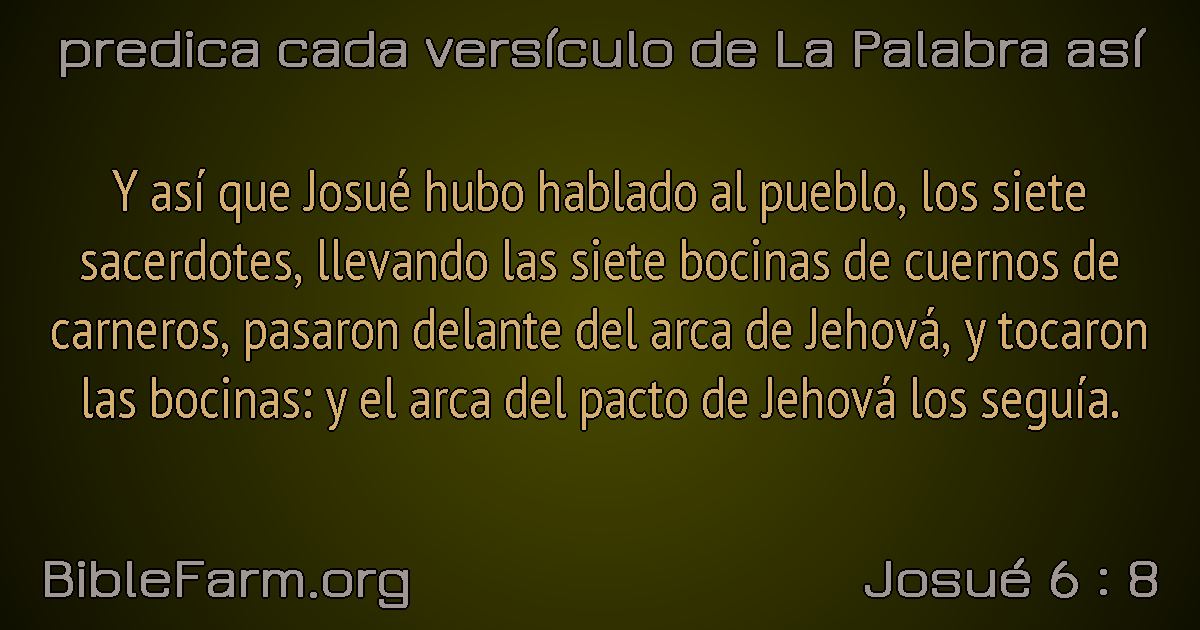 predica cada versículo de La Palabra así
Y así que Josué hubo hablado al pueblo, los siete
sacerdotes, llevando las siete bocinas de cuernos de
carneros, pasaron delante del arca de Jehová, y tocaron
las bocinas: y el arca del pacto de Jehová los seguía.
BibleFarm.org
Josué 6 : 8